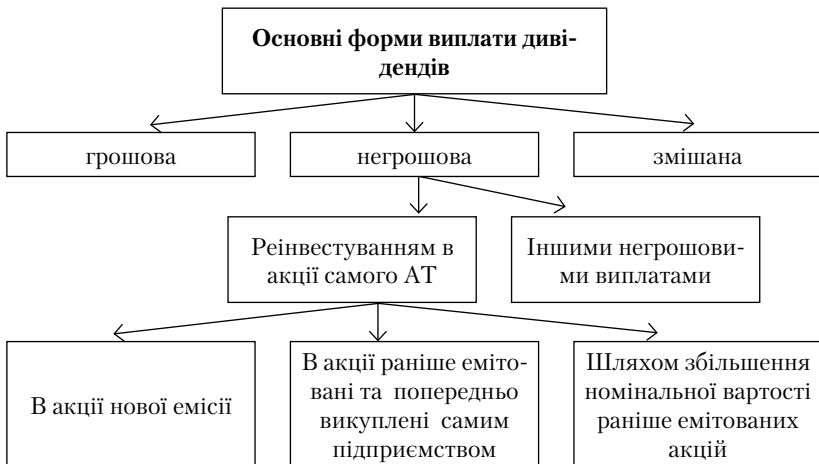 Основні форми виплати диві-
дендів
грошова
негрошова
змішана
Реінвестуванням в
акції самого АТ
Іншими негрошови-
ми виплатами
В акції нової емісії
В акції раніше еміто-
вані та попередньо
викуплені самим
підприємством
Шляхом збільшення
номінальної вартості
раніше емітованих
акцій